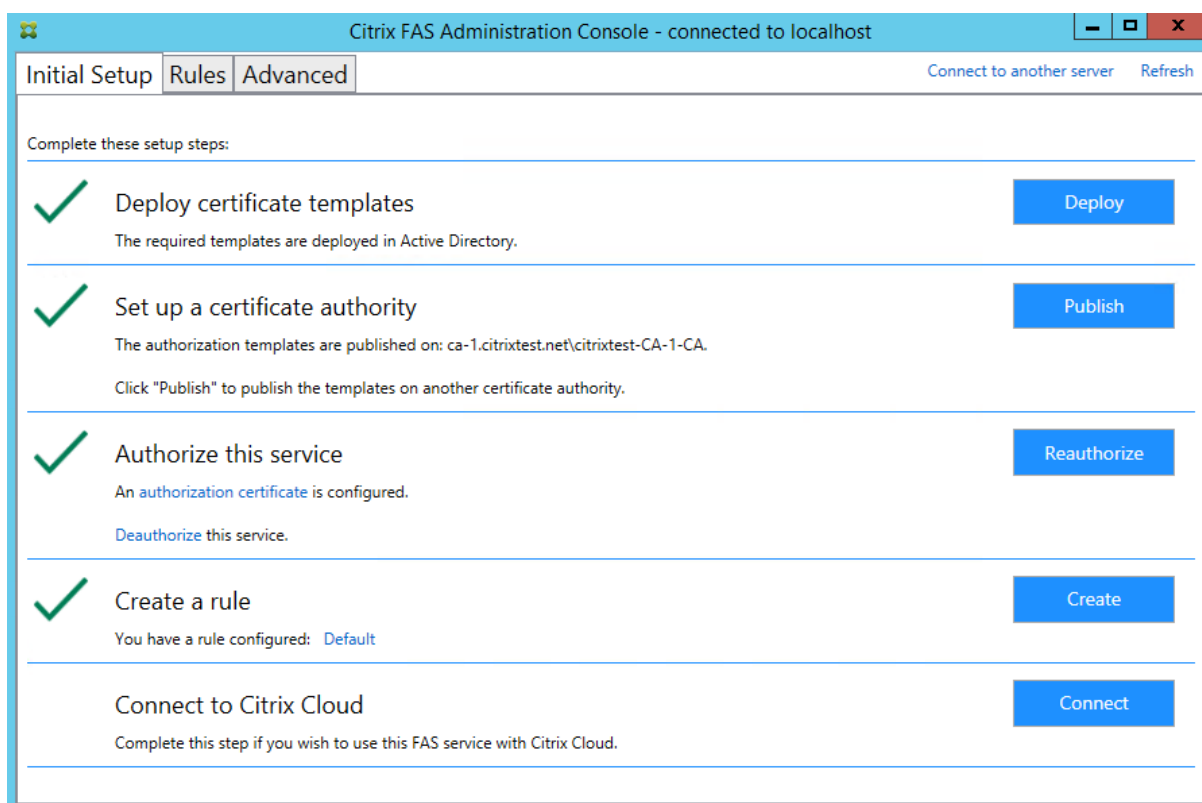 Citrix FAS Administration Console - connected to localhost
Initial Setup Rules Advanced Connect to another server Refresh
Complete these setup steps:
Deploy certificate templates Deploy
The required templates are deployed in Active Directory.
Set up a certificate authority Publish
The authorization templates are published on: ca-1.citrixtest.net\citrixtest-CA-1-CA.
Click "Publish" to publish the templates on another certificate authority.
Authorize this service Reauthorize
An authorization certificate is configured.
Deauthorize this service.
Create a rule Create
You have a rule configured: Default
Connect to Citrix Cloud Connect
Complete this step if you wish to use this FAS service with Citrix Cloud.